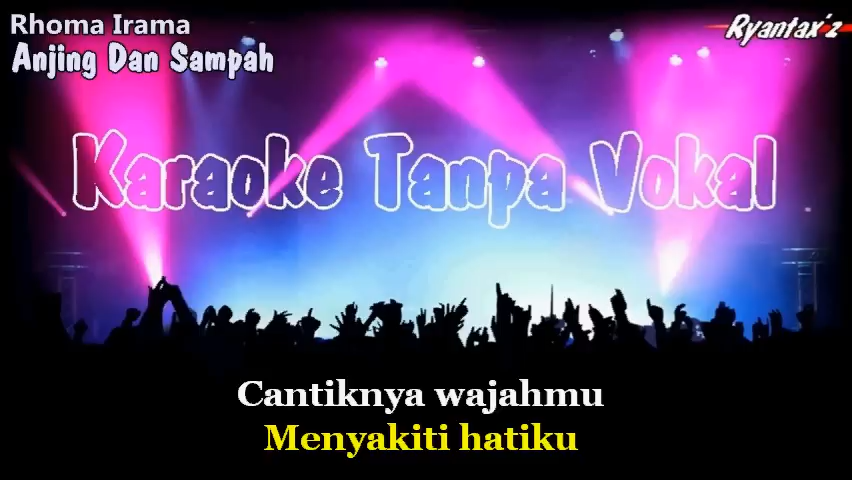 Rhoma Irama
Anjing Dan Sampah
Ryantax'z
Karaoke Tanpa Vokal
Cantiknya wajahmu
Menyakiti hatiku